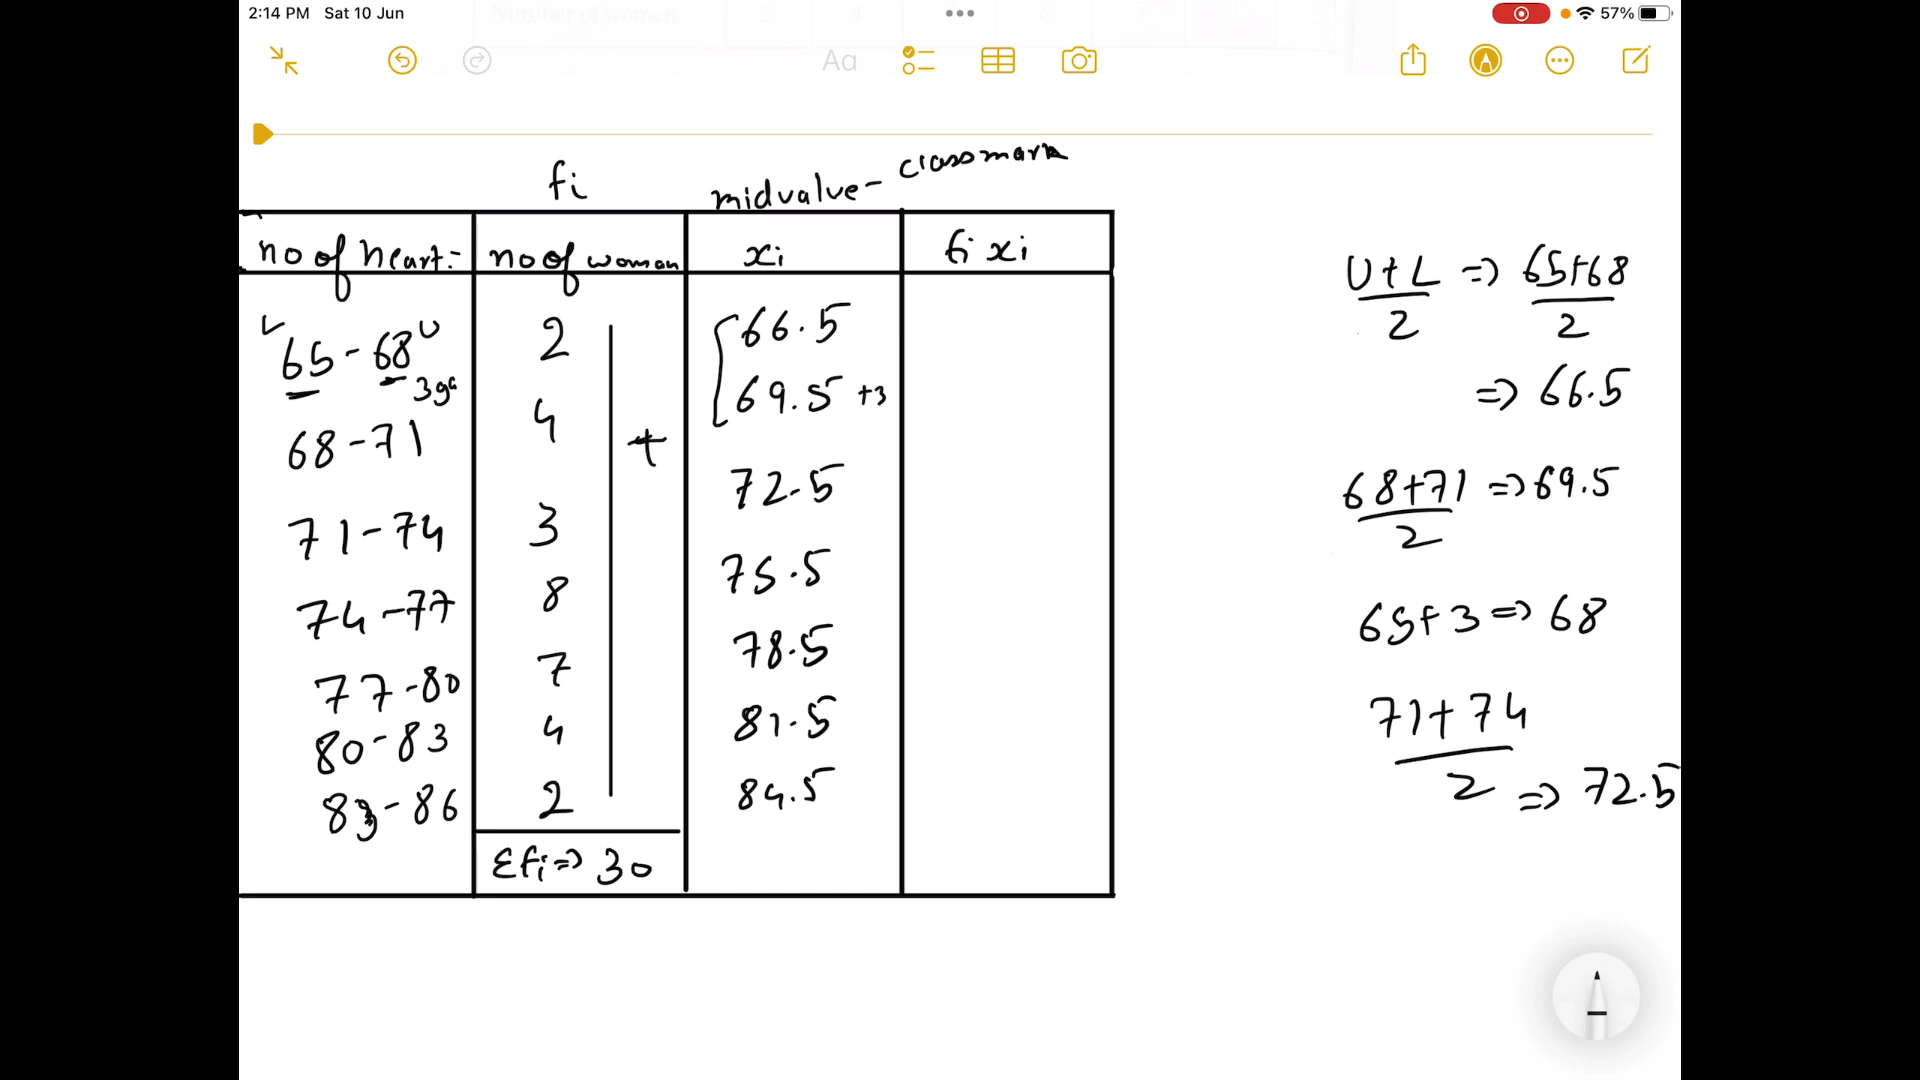 2:14 PM Sat 10 Jun
57%
Number of women
Aa
fi
midvalue - classmark
no of heart:-
no of woman
xi
fi xi
65-68 U
2
66.5
68-71
4
69.5 +3
71-74
3
72.5
74-77
8
75.5
77-80
7
78.5
80-83
4
81.5
83-86
2
84.5
+
Σfi => 30
U+L/2 => 65+68/2
=> 66.5
68+71/2 => 69.5
65+3 => 68
71+74/2 => 72.5